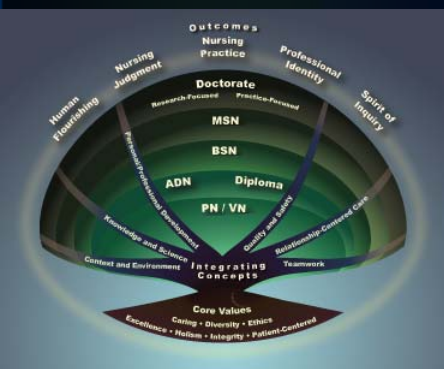 Outcomes
Nursing
Practice
Nursing
Judgment
Professional
Identity
Human
Flourishing
Spirit of
Inquiry
Doctorate
Research-Focused Practice-Focused
MSN
BSN
ADN Diploma
PN / VN
Personal/Professional Development
Quality and Safety
Knowledge and Science
Relationship-Centered Care
Context and Environment
Teamwork
Integrating
Concepts
Core Values
Caring • Diversity • Ethics
Excellence • Holism • Integrity • Patient-Centered